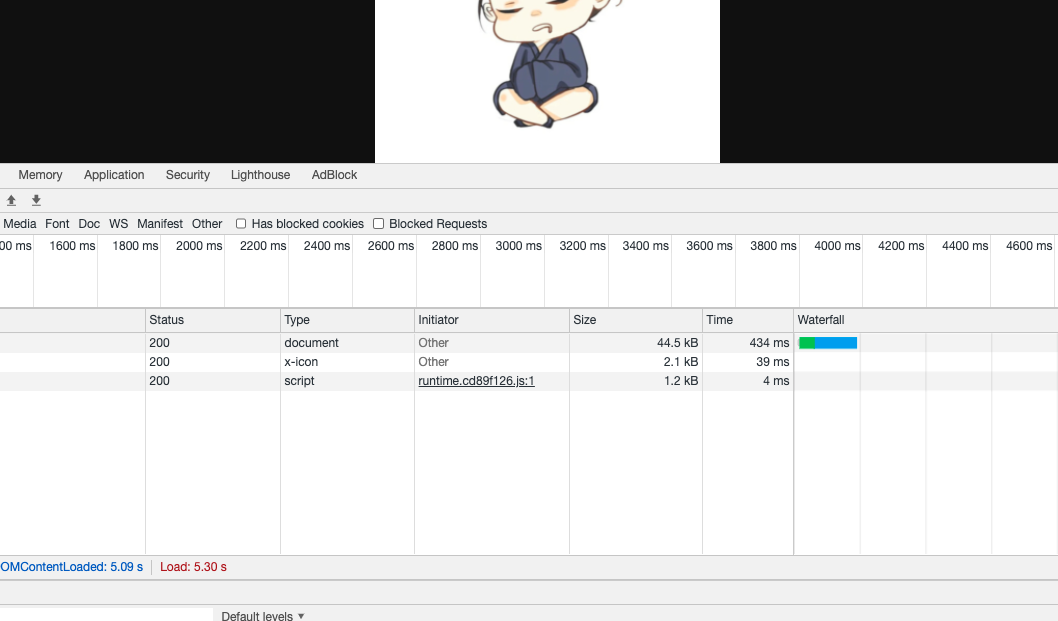 Memory Application Security Lighthouse AdBlock
Media Font Doc WS Manifest Other Has blocked cookies Blocked Requests
00 ms 1600 ms 1800 ms 2000 ms 2200 ms 2400 ms 2600 ms 2800 ms 3000 ms 3200 ms 3400 ms 3600 ms 3800 ms 4000 ms 4200 ms 4400 ms 4600 ms
Status Type Initiator Size Time Waterfall
200 document Other 44.5 kB 434 ms
200 x-icon Other 2.1 kB 39 ms
200 script runtime.cd89f126.js:1 1.2 kB 4 ms
OMContentLoaded: 5.09 s Load: 5.30 s
Default levels ▼